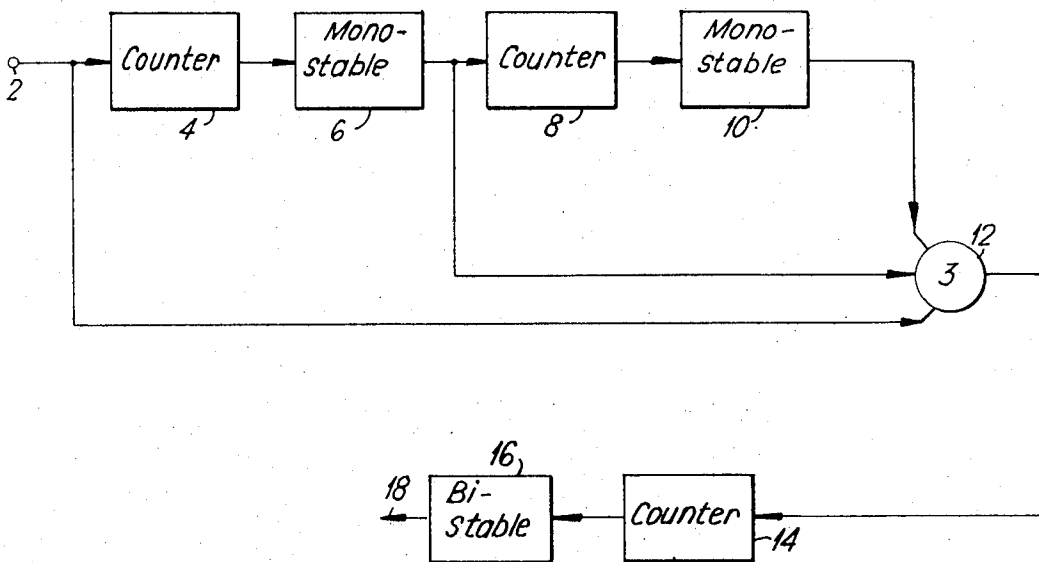 2
Counter
4
Mono-
stable
6
Counter
8
Mono-
stable
10
3
12
18
16
Bi-
stable
Counter
14